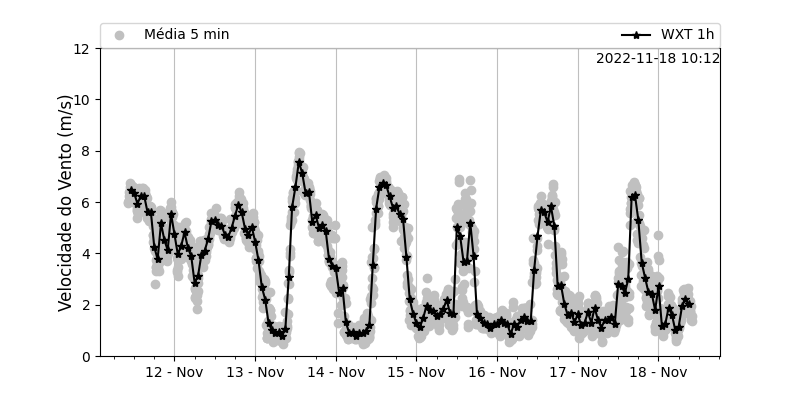 Média 5 min
WXT 1h
2022-11-18 10:12
Velocidade do Vento (m/s)
12
10
8
6
4
2
0
12 - Nov
13 - Nov
14 - Nov
15 - Nov
16 - Nov
17 - Nov
18 - Nov